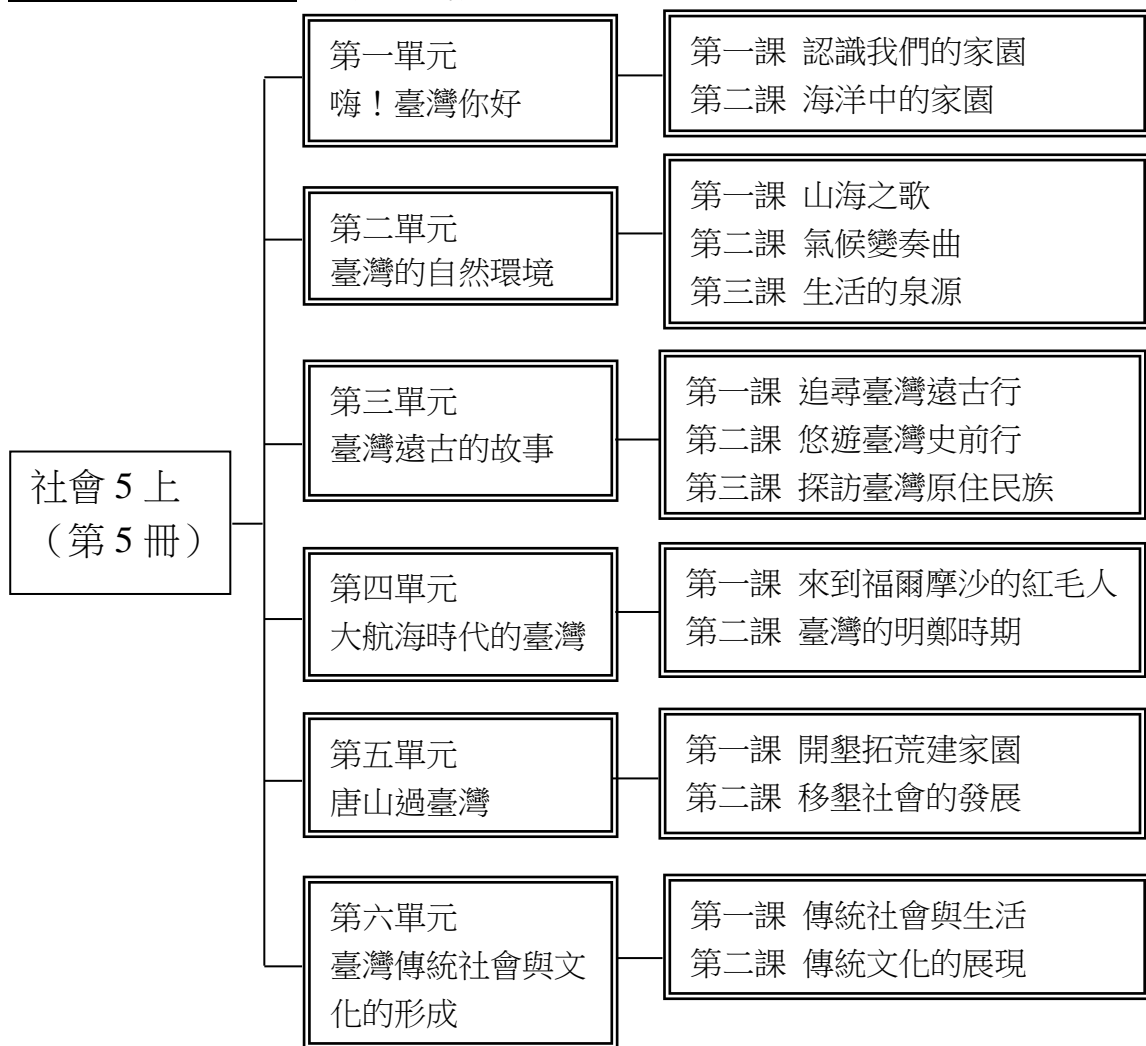 社會 5 上
（第 5 冊）
第一單元
嗨！臺灣你好
第一課 認識我們的家園
第二課 海洋中的家園
第二單元
臺灣的自然環境
第一課 山海之歌
第二課 氣候變奏曲
第三課 生活的泉源
第三單元
臺灣遠古的故事
第一課 追尋臺灣遠古行
第二課 悠遊臺灣史前行
第三課 探訪臺灣原住民族
第四單元
大航海時代的臺灣
第一課 來到福爾摩沙的紅毛人
第二課 臺灣的明鄭時期
第五單元
唐山過臺灣
第一課 開墾拓荒建家園
第二課 移墾社會的發展
第六單元
臺灣傳統社會與文
化的形成
第一課 傳統社會與生活
第二課 傳統文化的展現